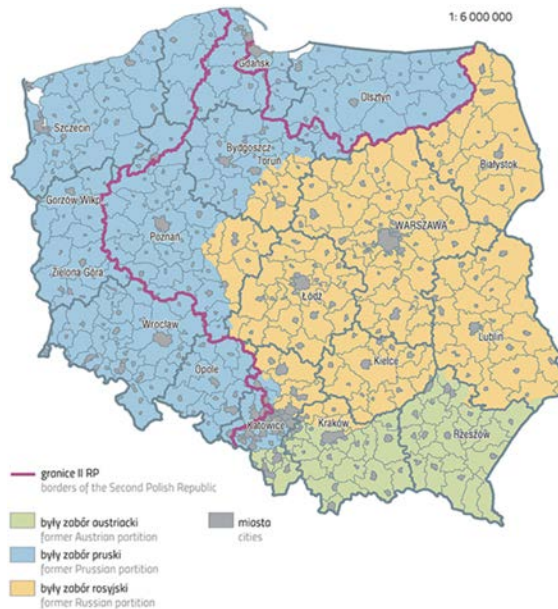 1: 6 000 000
Gdańsk
Olsztyn
Szczecin
Bydgoszcz
Toruń
Białystok
Gorzów Wlkp.
Poznań
WARSZAWA
Zielona Góra
Łódź
Wrocław
Lublin
Opole
Kielce
Katowice
Kraków
Rzeszów
granice II RP
borders of the Second Polish Republic
były zabór austriacki
former Austrian partition
miasta
cities
były zabór pruski
former Prussian partition
były zabór rosyjski
former Russian partition